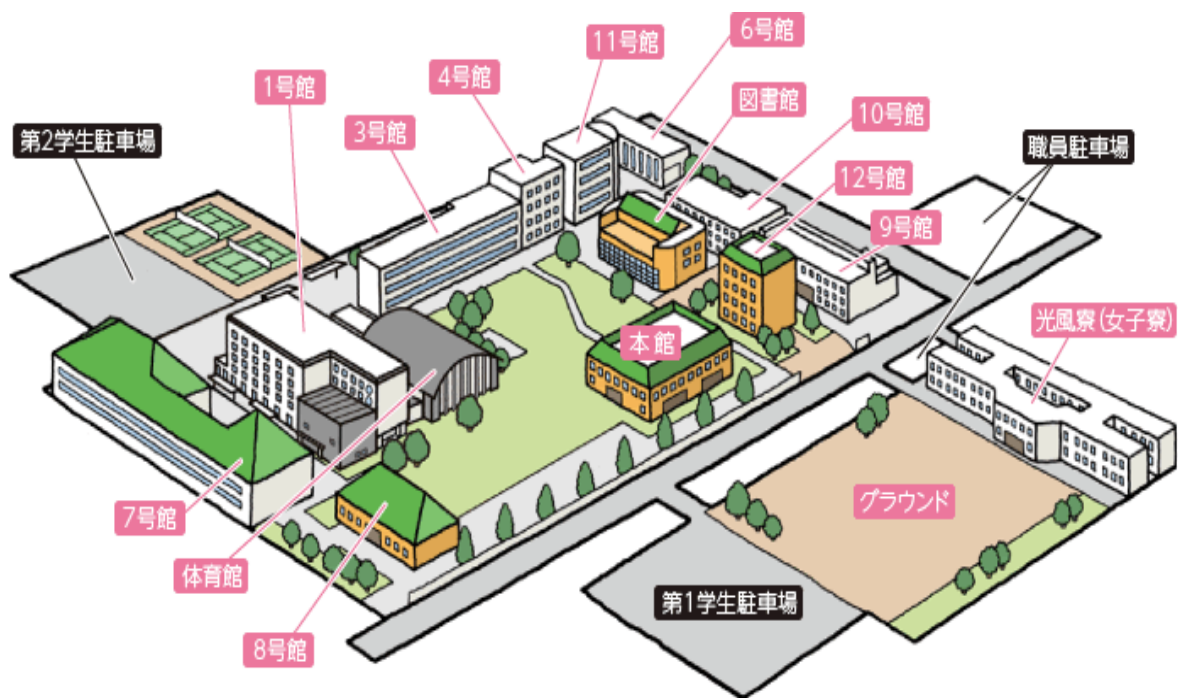 6号館
11号館
4号館
1号館
図書館
10号館
3号館
第2学生駐車場
職員駐車場
12号館
9号館
光風寮(女子寮)
本館
グラウンド
7号館
体育館
第1学生駐車場
8号館